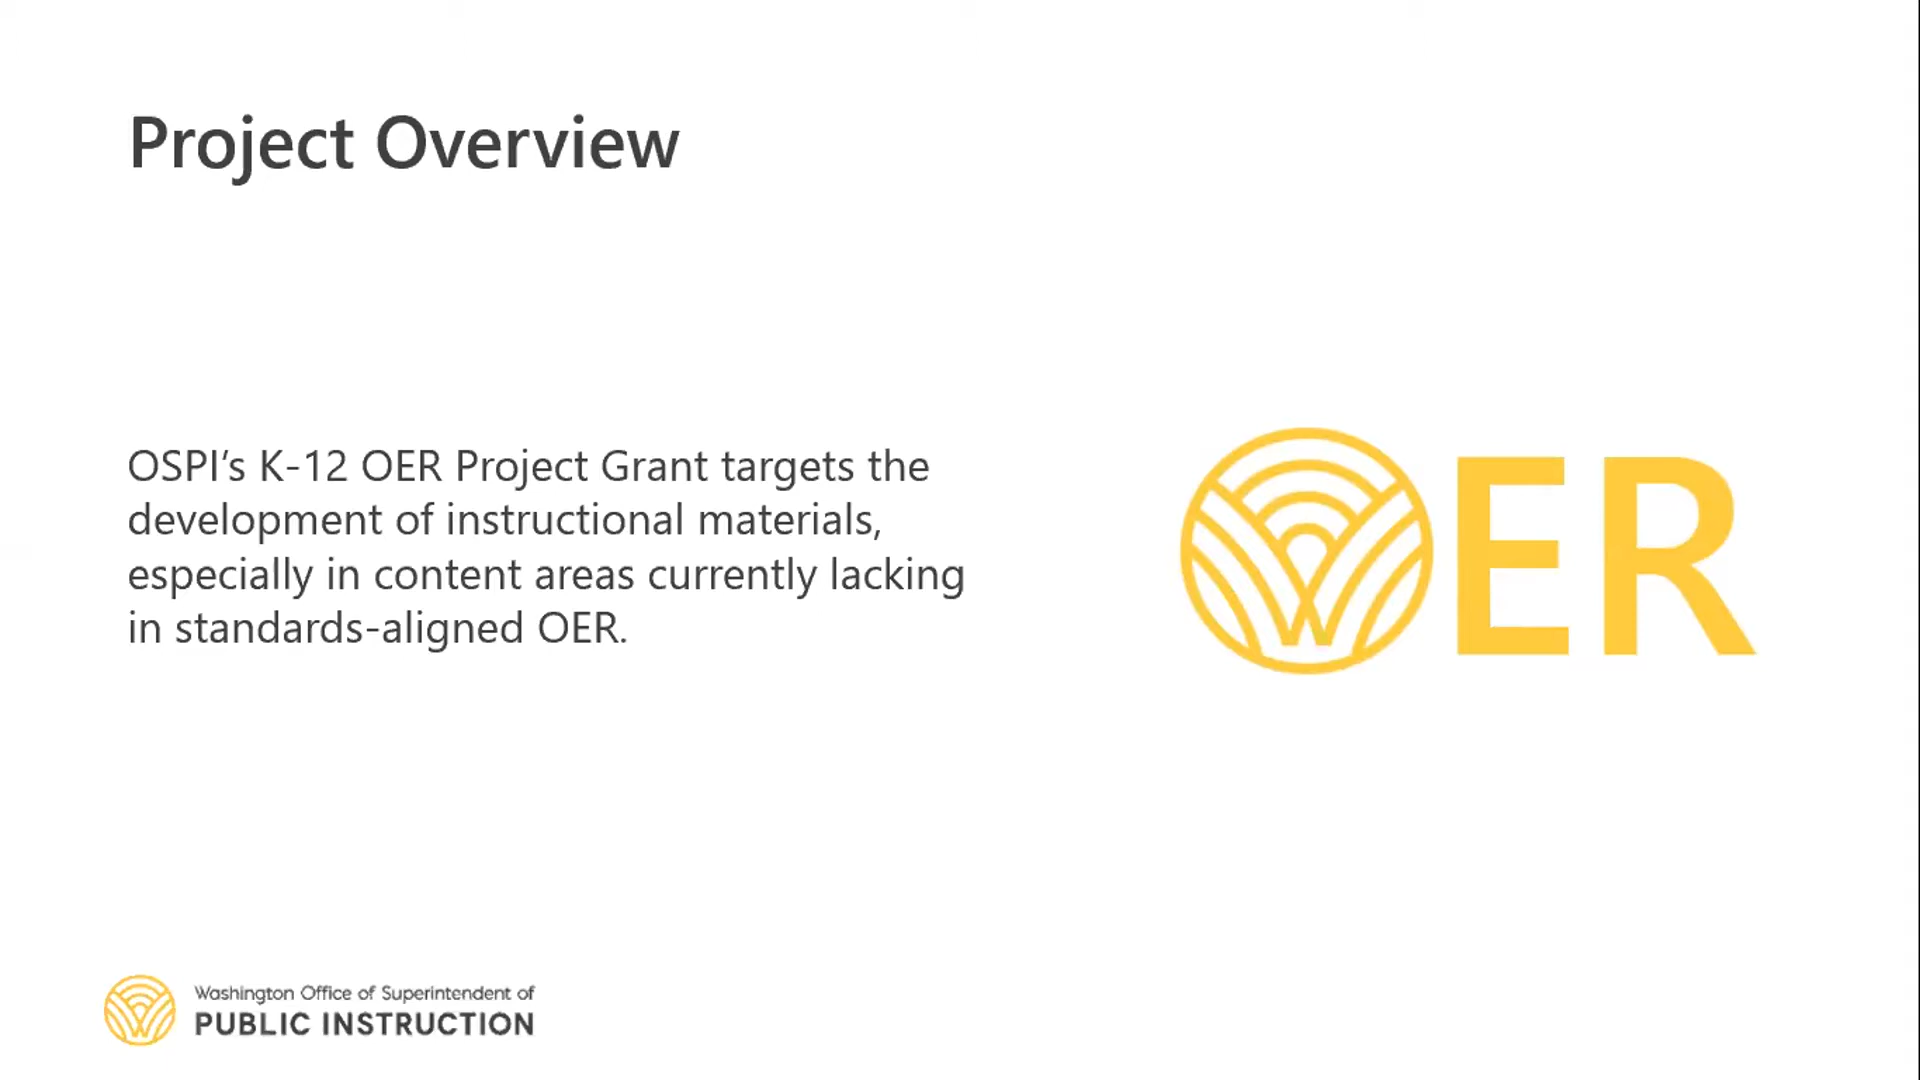 Project Overview
OSPI’s K-12 OER Project Grant targets the
development of instructional materials,
especially in content areas currently lacking
in standards-aligned OER.
OER
Washington Office of Superintendent of
PUBLIC INSTRUCTION